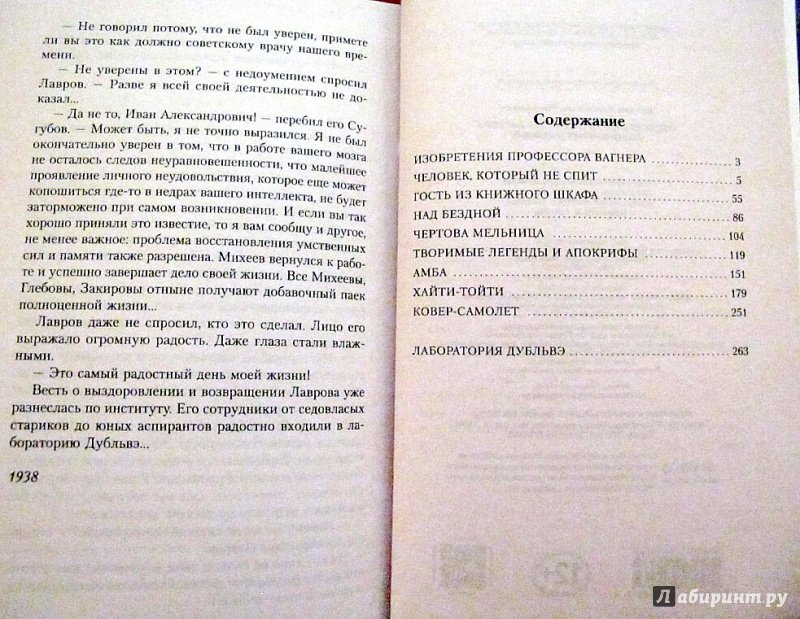 — Не говорил потому, что не был уверен, примете
ли вы это как должно советскому врачу нашего вре-
мени.
— Не уверены в этом? — с недоумением спросил
Лавров. — Разве я всей своей деятельностью не до-
казал...
— Да не то, Иван Александрович! — перебил его Су-
губов. — Может быть, я не точно выразился. Я не был
окончательно уверен в том, что в работе вашего мозга
не осталось следов неуравновешенности, что малейшее
проявление личного неудовольствия, которое еще может
копошиться где-то в недрах вашего интеллекта, не будет
заторможено при самом возникновении. И если вы так
хорошо приняли это известие, то я вам сообщу и другое,
не менее важное: проблема восстановления умственных
сил и памяти также разрешена. Михеев вернулся к ра-
боте и успешно завершает дело своей жизни. Все Михеевы,
Глебовы, Закировы отныне получают добавочный паек
полноценной жизни...
Лавров даже не спросил, кто это сделал. Лицо его
выражало огромную радость. Даже глаза стали влаж-
ными.
— Это самый радостный день моей жизни!
Весть о выздоровлении и возвращении Лаврова уже
разнеслась по институту. Его сотрудники от седовласых
стариков до юных аспирантов радостно входили в ла-
бораторию Дубльвэ...
1938
Содержание
ИЗОБРЕТЕНИЯ ПРОФЕССОРА ВАГНЕРА 3
ЧЕЛОВЕК, КОТОРЫЙ НЕ СПИТ 5
ГОСТЬ ИЗ КНИЖНОГО ШКАФА 55
НАД БЕЗДНОЙ 86
ЧЕРТОВА МЕЛЬНИЦА 104
ТВОРИМЫЕ ЛЕГЕНДЫ И АПОКРИФЫ 119
АМБА 151
ХАЙТИ-ТОЙТИ 179
КОВЕР-САМОЛЕТ 251
ЛАБОРАТОРИЯ ДУБЛЬВЭ 263
12+
Лабиринт.ру